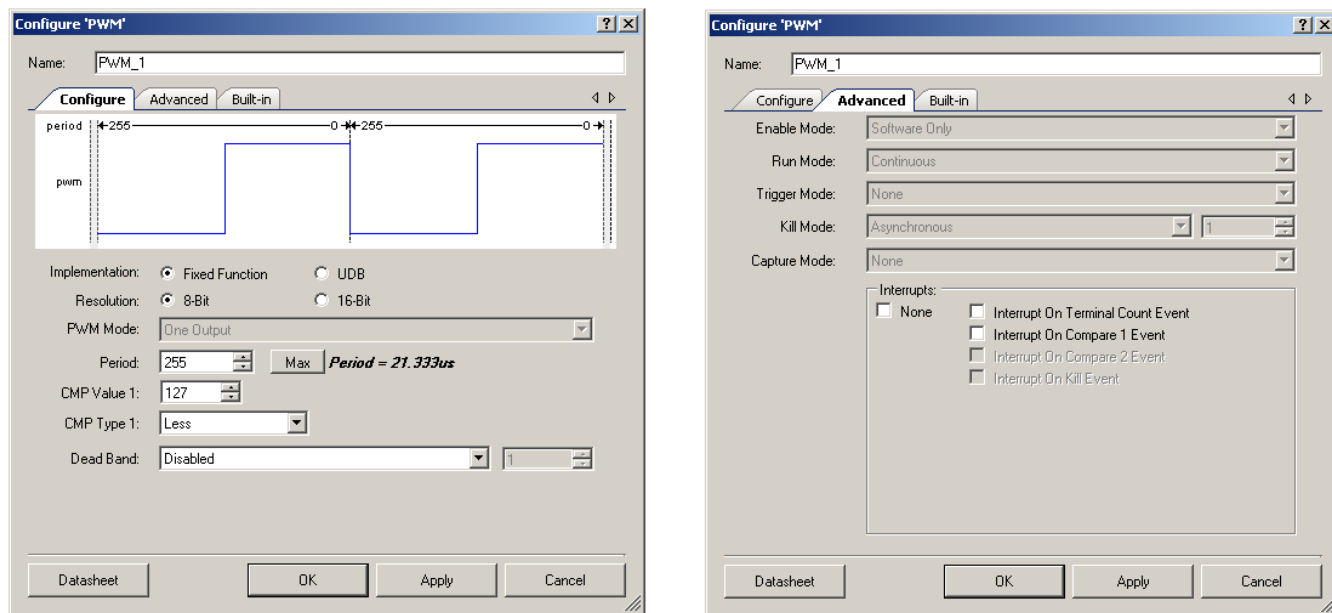 Configure 'PWM'
Name: PWM_1
Configure Advanced Built-in
period 255 0 255 0
pwm
Implementation: Fixed Function UDB
Resolution: 8-Bit 16-Bit
PWM Mode: One Output
Period: 255 Max Period = 21.333us
CMP Value 1: 127
CMP Type 1: Less
Dead Band: Disabled 1
Datasheet OK Apply Cancel
Configure 'PWM'
Name: PWM_1
Configure Advanced Built-in
Enable Mode: Software Only
Run Mode: Continuous
Trigger Mode: None
Kill Mode: Asynchronous 1
Capture Mode: None
Interrupts:
None Interrupt On Terminal Count Event
Interrupt On Compare 1 Event
Interrupt On Compare 2 Event
Interrupt On Kill Event
Datasheet OK Apply Cancel